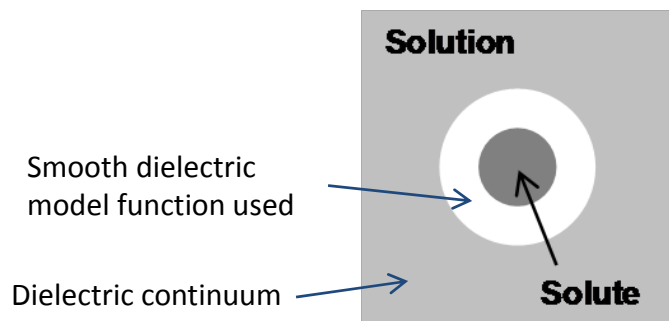 Solution
Smooth dielectric
model function used
Dielectric continuum
Solute